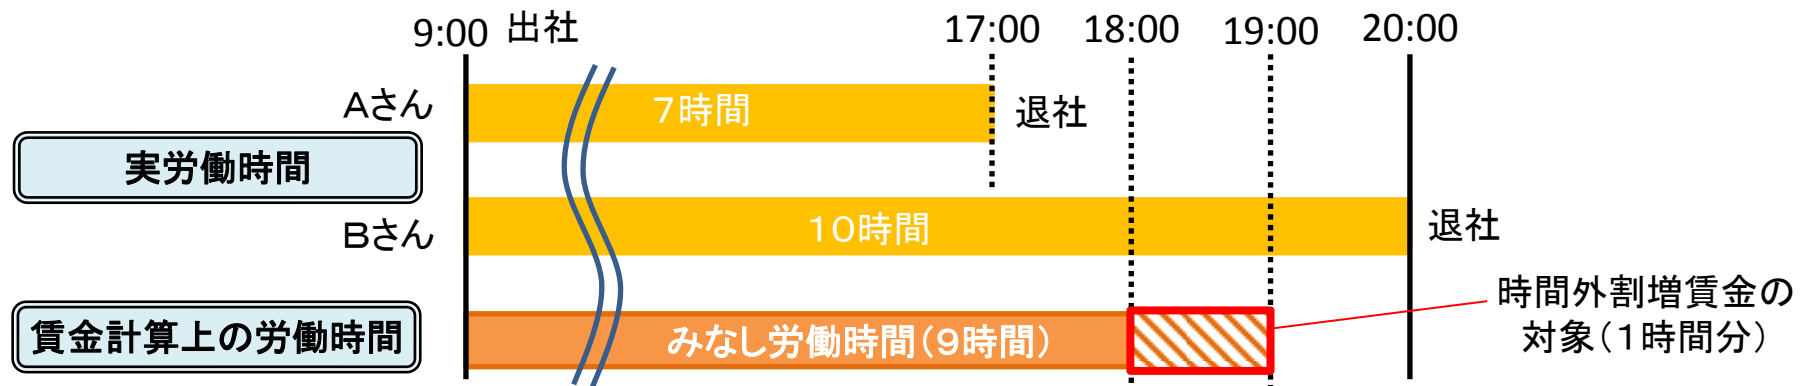 9:00 出社 17:00 18:00 19:00 20:00
Aさん 7時間 退社
実労働時間
Bさん 10時間 退社
賃金計算上の労働時間 みなし労働時間(9時間)
時間外割増賃金の
対象(1時間分)